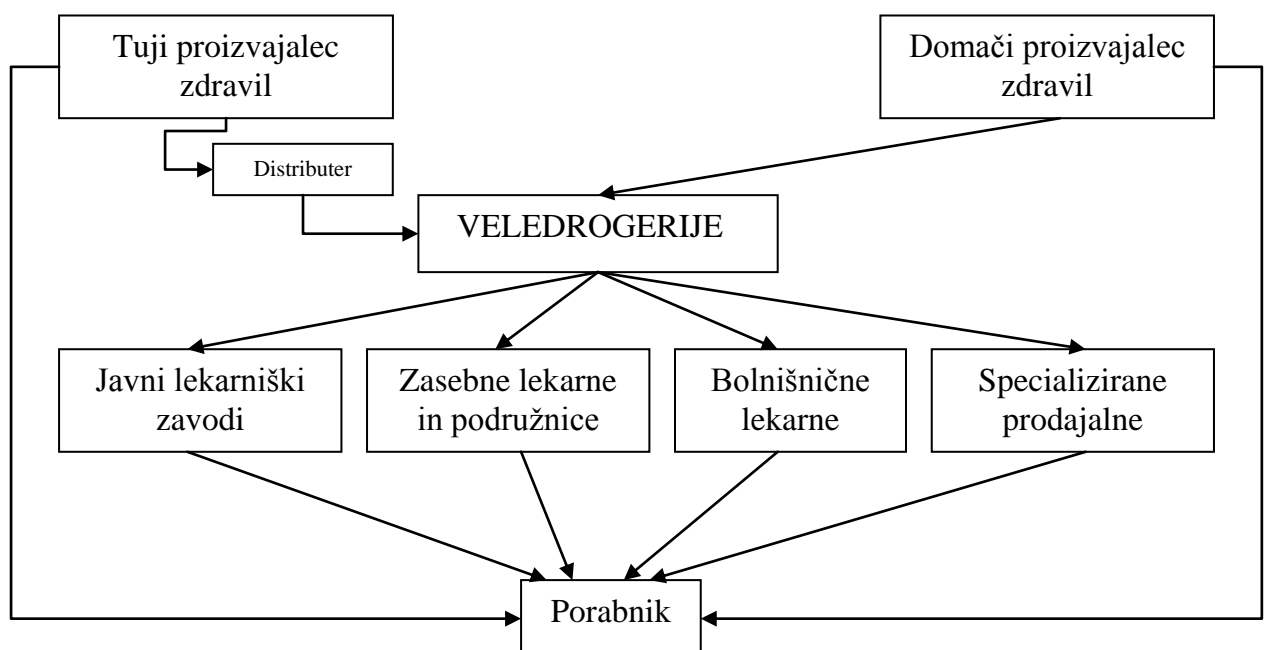 Tuji proizvajalec
zdravil
Domači proizvajalec
zdravil
Distributer
VELEDROGERIJE
Javni lekarniški
zavodi
Zasebne lekarne
in podružnice
Bolnišnične
lekarne
Specializirane
prodajalne
Porabnik